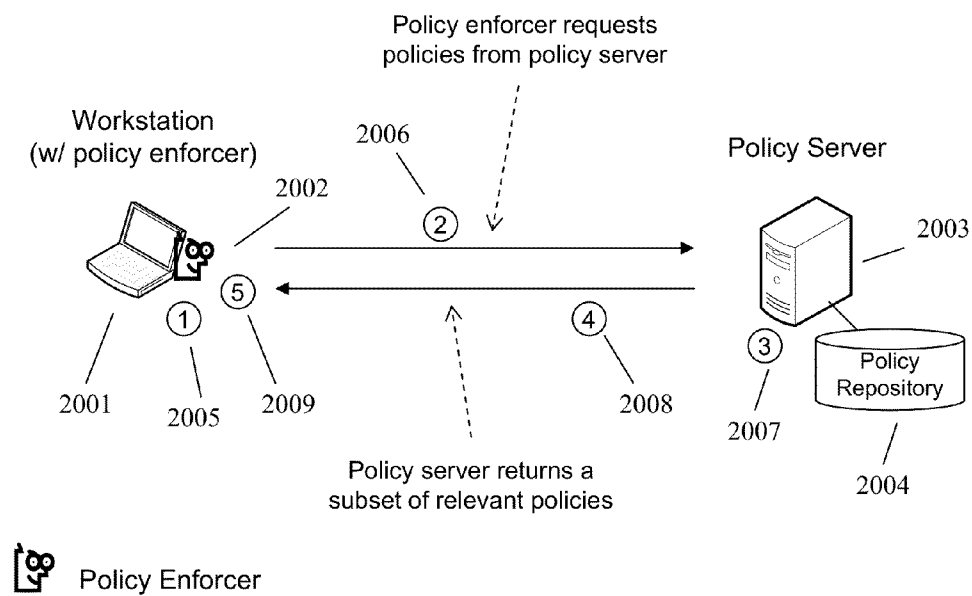 Policy enforcer requests
policies from policy server
Workstation
(w/ policy enforcer)
2006
Policy Server
2002
2
2003
5
1
4
3
Policy
Repository
2001
2005
2009
2008
2007
2004
Policy server returns a
subset of relevant policies
Policy Enforcer